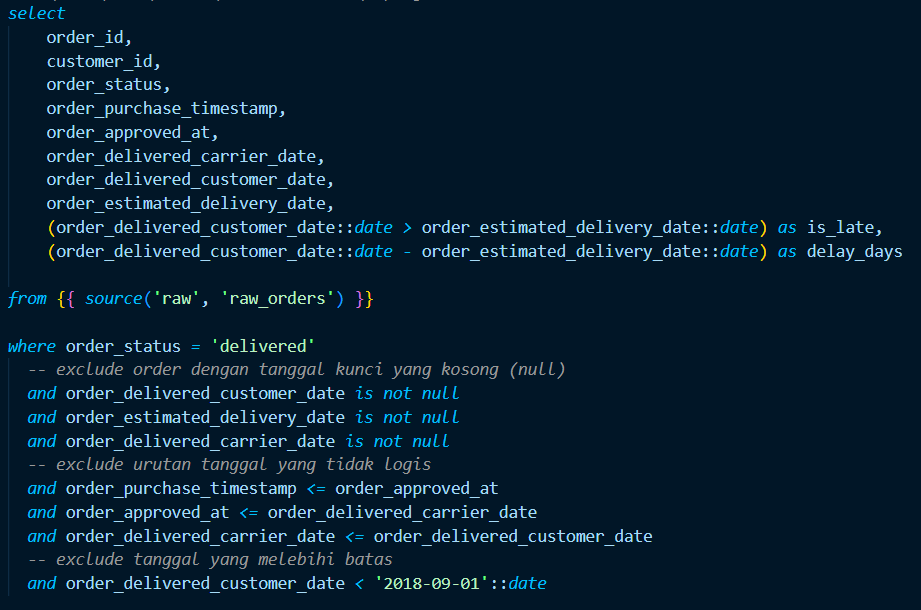 select
order_id,
customer_id,
order_status,
order_purchase_timestamp,
order_approved_at,
order_delivered_carrier_date,
order_delivered_customer_date,
order_estimated_delivery_date,
(order_delivered_customer_date::date > order_estimated_delivery_date::date) as is_late,
(order_delivered_customer_date::date - order_estimated_delivery_date::date) as delay_days
from {{ source('raw', 'raw_orders') }}
where order_status = 'delivered'
-- exclude order dengan tanggal kunci yang kosong (null)
and order_delivered_customer_date is not null
and order_estimated_delivery_date is not null
and order_delivered_carrier_date is not null
-- exclude urutan tanggal yang tidak logis
and order_purchase_timestamp <= order_approved_at
and order_approved_at <= order_delivered_carrier_date
and order_delivered_carrier_date <= order_delivered_customer_date
-- exclude tanggal yang melebihi batas
and order_delivered_customer_date < '2018-09-01'::date